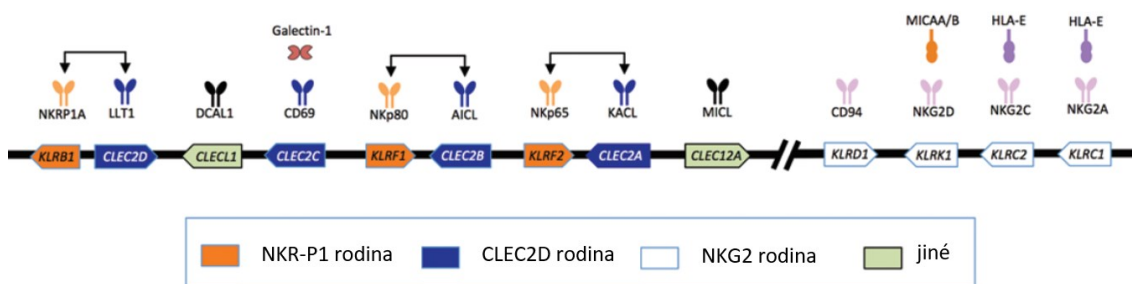 MICAA/B HLA-E HLA-E
Galectin-1
NKRP1A LLT1 DCAL1 CD69 NKp80 AICL NKp65 KACL MICL CD94 NKG2D NKG2C NKG2A
KLRB1 CLEC2D CLECL1 CLEC2C KLRF1 CLEC2B KLRF2 CLEC2A CLEC12A KLRD1 KLRK1 KLRC2 KLRC1
NKR-P1 rodina CLEC2D rodina NKG2 rodina jiné